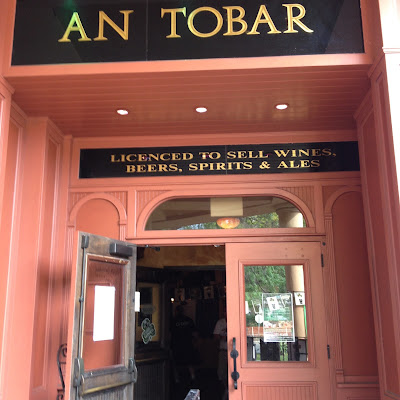 AN TOBAR
LICENCED TO SELL WINES,
BEERS, SPIRITS & ALES